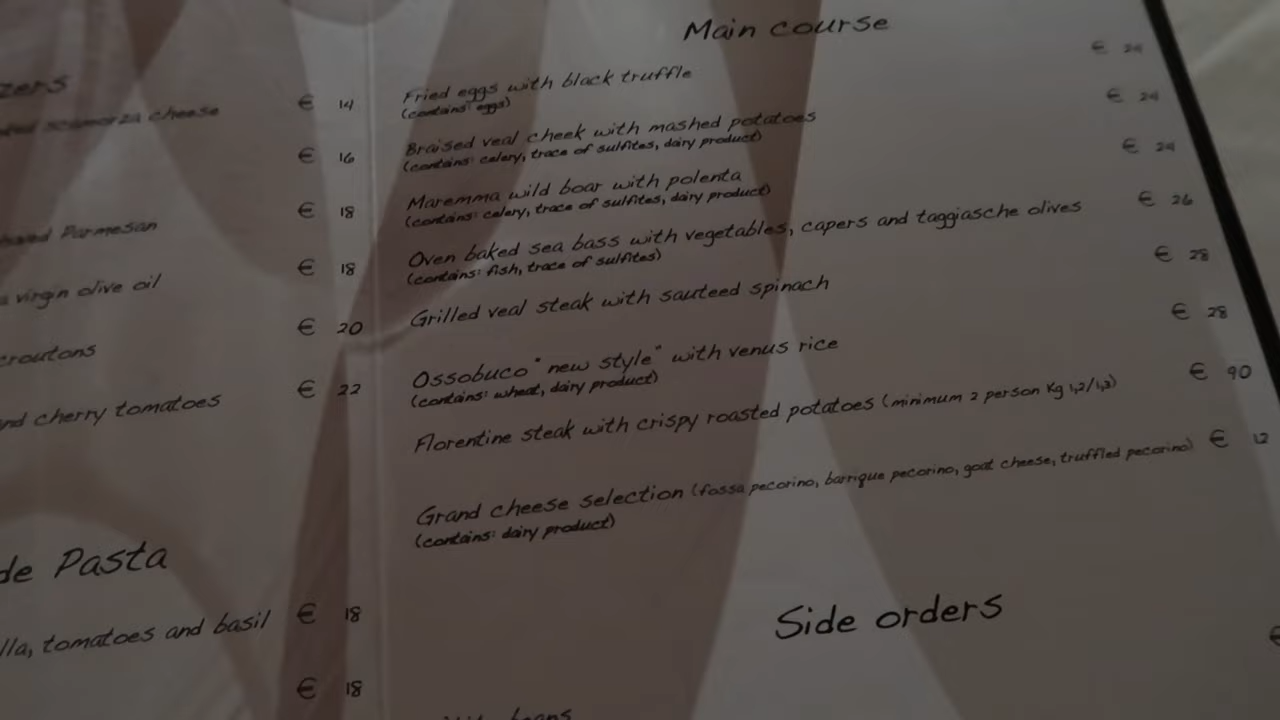 zers
scamorza cheese € 14
€ 16
Parmesan € 18
virgin olive oil € 18
croutons € 20
nd cherry tomatoes € 22
de Pasta
lla, tomatoes and basil € 18
€ 18
Main course
Fried eggs with black truffle € 24
(contains: eggs)
Braised veal cheek with mashed potatoes € 24
(contains: celery, trace of sulfites, dairy product)
Maremma wild boar with polenta € 24
(contains: celery, trace of sulfites, dairy product)
Oven baked sea bass with vegetables, capers and taggiasche olives € 26
(contains: fish, trace of sulfites)
Grilled veal steak with sauteed spinach € 28
Ossobuco "new style" with venus rice € 28
(contains: wheat, dairy product)
Florentine steak with crispy roasted potatoes (minimum 2 person Kg 1,2/1,3) € 90
Grand cheese selection (fossa pecorino, barrique pecorino, goat cheese, truffled pecorino) € 12
(contains: dairy product)
Side orders
€